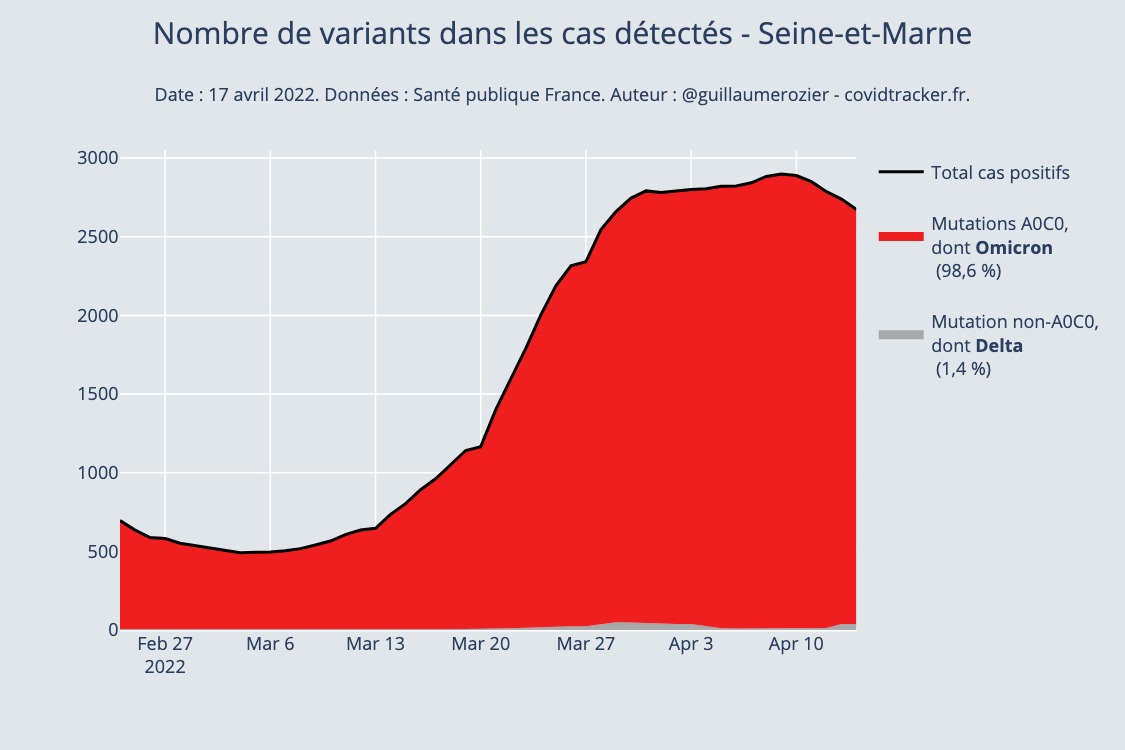 Nombre de variants dans les cas détectés - Seine-et-Marne
Date : 17 avril 2022. Données : Santé publique France. Auteur : @guillaumerozier - covidtracker.fr.
3000
2500
2000
1500
1000
500
0
Feb 27
2022
Mar 6
Mar 13
Mar 20
Mar 27
Apr 3
Apr 10
Total cas positifs
Mutations A0C0,
dont Omicron
(98,6 %)
Mutation non-A0C0,
dont Delta
(1,4 %)